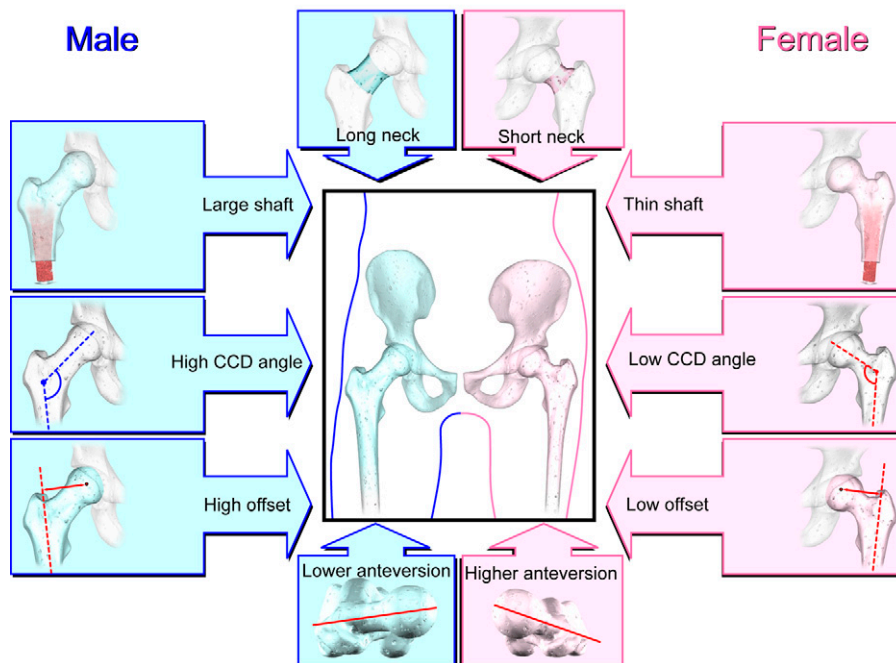 Male
Female
Long neck
Short neck
Large shaft
Thin shaft
High CCD angle
Low CCD angle
High offset
Low offset
Lower anteversion
Higher anteversion